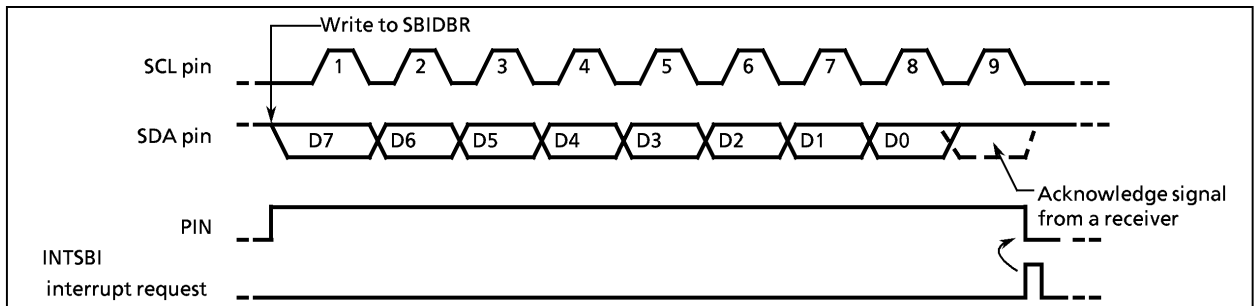 Write to SBIDBR
SCL pin
1 2 3 4 5 6 7 8 9
SDA pin
D7 D6 D5 D4 D3 D2 D1 D0
Acknowledge signal
from a receiver
PIN
INTSBI
interrupt request